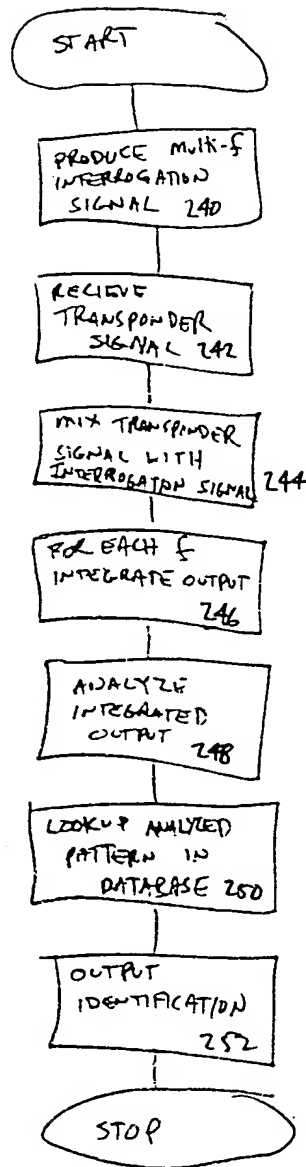 START
PRODUCE Multi-f
INTERROGATION
SIGNAL 240
RECIEVE
TRANSPONDER
SIGNAL 242
MIX TRANSPONDER
SIGNAL WITH
INTERROGATION SIGNAL 244
FOR EACH f
INTEGRATE OUTPUT
246
ANALYZE
INTEGRATED
OUTPUT 248
LOOKUP ANALYZED
PATTERN IN
DATABASE 250
OUTPUT
IDENTIFICATION
252
STOP